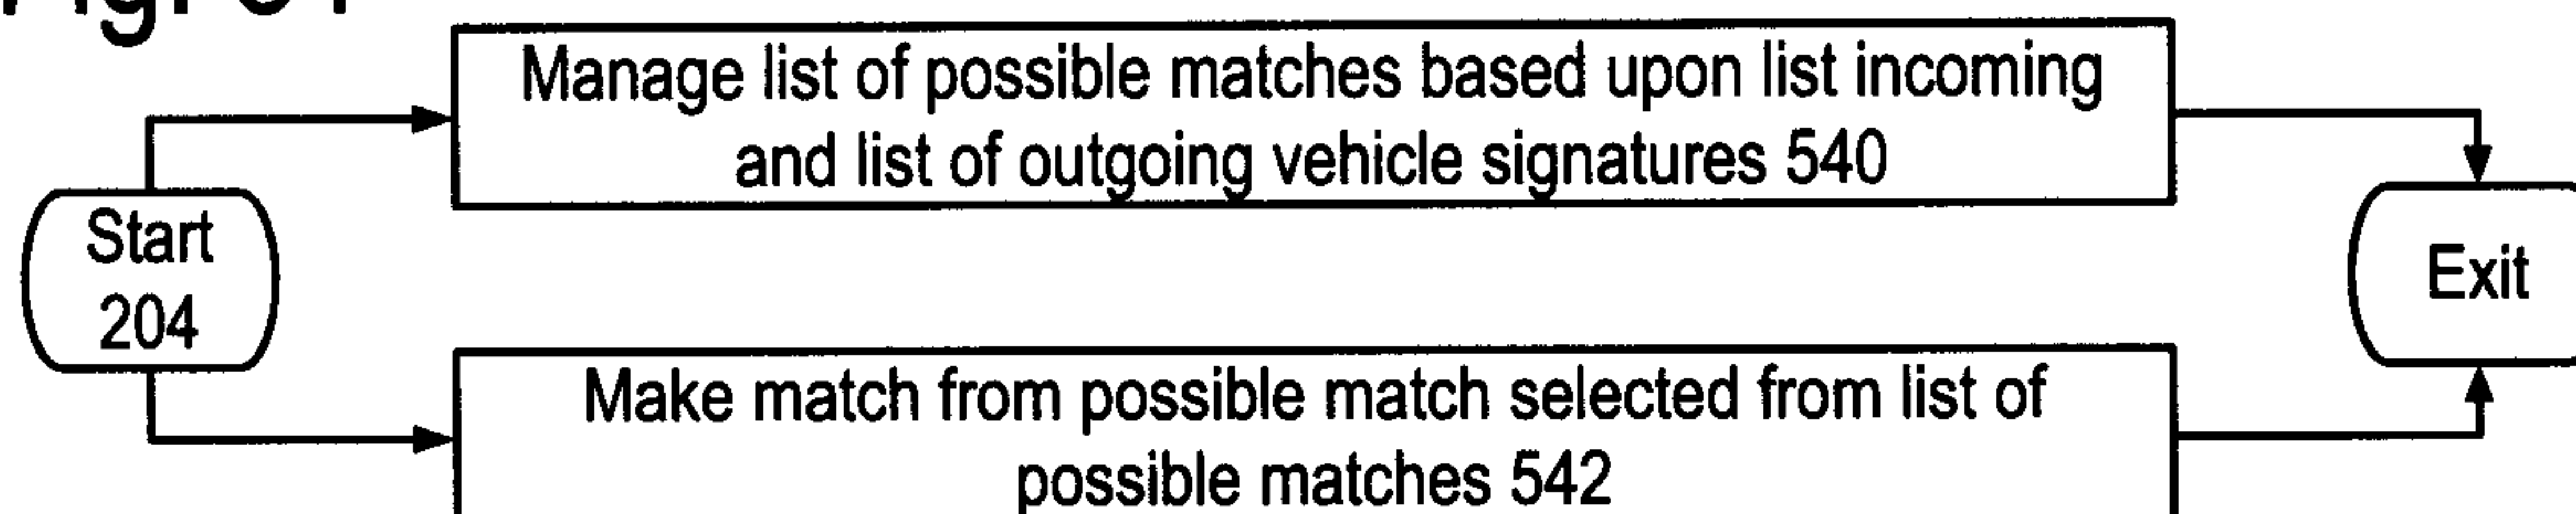 Manage list of possible matches based upon list incoming
and list of outgoing vehicle signatures 540
Start
204
Exit
Make match from possible match selected from list of
possible matches 542